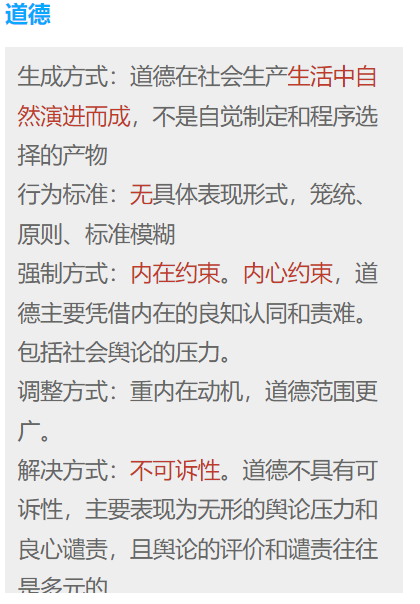 道德
生成方式：道德在社会生产生活中自
然演进而成，不是自觉制定和程序选
择的产物
行为标准：无具体表现形式，笼统、
原则、标准模糊
强制方式：内在约束。内心约束，道
德主要凭借内在的良知认同和责难。
包括社会舆论的压力。
调整方式：重内在动机，道德范围更
广。
解决方式：不可诉性。道德不具有可
诉性，主要表现为无形的舆论压力和
良心谴责，且舆论的评价和谴责往往
是多元的